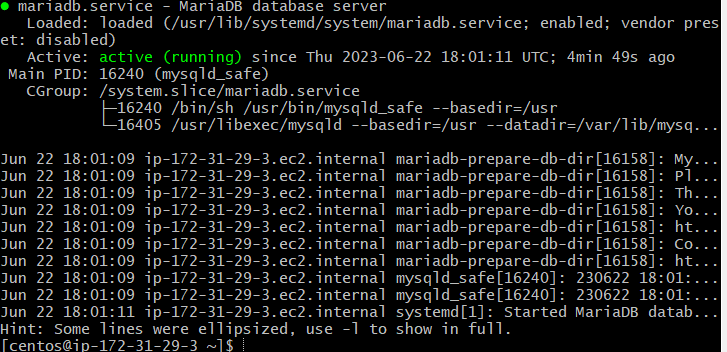 ● mariadb.service - MariaDB database server
   Loaded: loaded (/usr/lib/systemd/system/mariadb.service; enabled; vendor pres
et: disabled)
   Active: active (running) since Thu 2023-06-22 18:01:11 UTC; 4min 49s ago
 Main PID: 16240 (mysqld_safe)
   CGroup: /system.slice/mariadb.service
           ├─16240 /bin/sh /usr/bin/mysqld_safe --basedir=/usr
           └─16405 /usr/libexec/mysqld --basedir=/usr --datadir=/var/lib/mysq...
Jun 22 18:01:09 ip-172-31-29-3.ec2.internal mariadb-prepare-db-dir[16158]: My...
Jun 22 18:01:09 ip-172-31-29-3.ec2.internal mariadb-prepare-db-dir[16158]: Pl...
Jun 22 18:01:09 ip-172-31-29-3.ec2.internal mariadb-prepare-db-dir[16158]: Th...
Jun 22 18:01:09 ip-172-31-29-3.ec2.internal mariadb-prepare-db-dir[16158]: Yo...
Jun 22 18:01:09 ip-172-31-29-3.ec2.internal mariadb-prepare-db-dir[16158]: ht...
Jun 22 18:01:09 ip-172-31-29-3.ec2.internal mariadb-prepare-db-dir[16158]: Co...
Jun 22 18:01:09 ip-172-31-29-3.ec2.internal mariadb-prepare-db-dir[16158]: ht...
Jun 22 18:01:09 ip-172-31-29-3.ec2.internal mysqld_safe[16240]: 230622 18:01:...
Jun 22 18:01:09 ip-172-31-29-3.ec2.internal mysqld_safe[16240]: 230622 18:01:...
Jun 22 18:01:11 ip-172-31-29-3.ec2.internal systemd[1]: Started MariaDB datab...
Hint: Some lines were ellipsized, use -l to show in full.
[centos@ip-172-31-29-3 ~]$